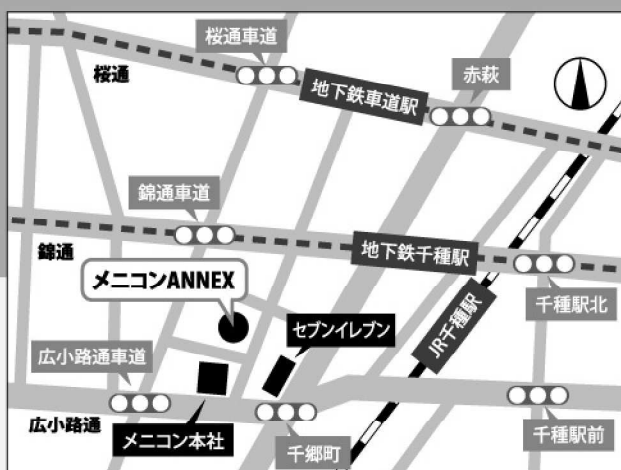 桜通車道
桜通
地下鉄車道駅
赤萩
錦通車道
錦通
地下鉄千種駅
メニコンANNEX
千種駅北
セブンイレブン
JR千種駅
広小路通車道
広小路通
メニコン本社
千郷町
千種駅前